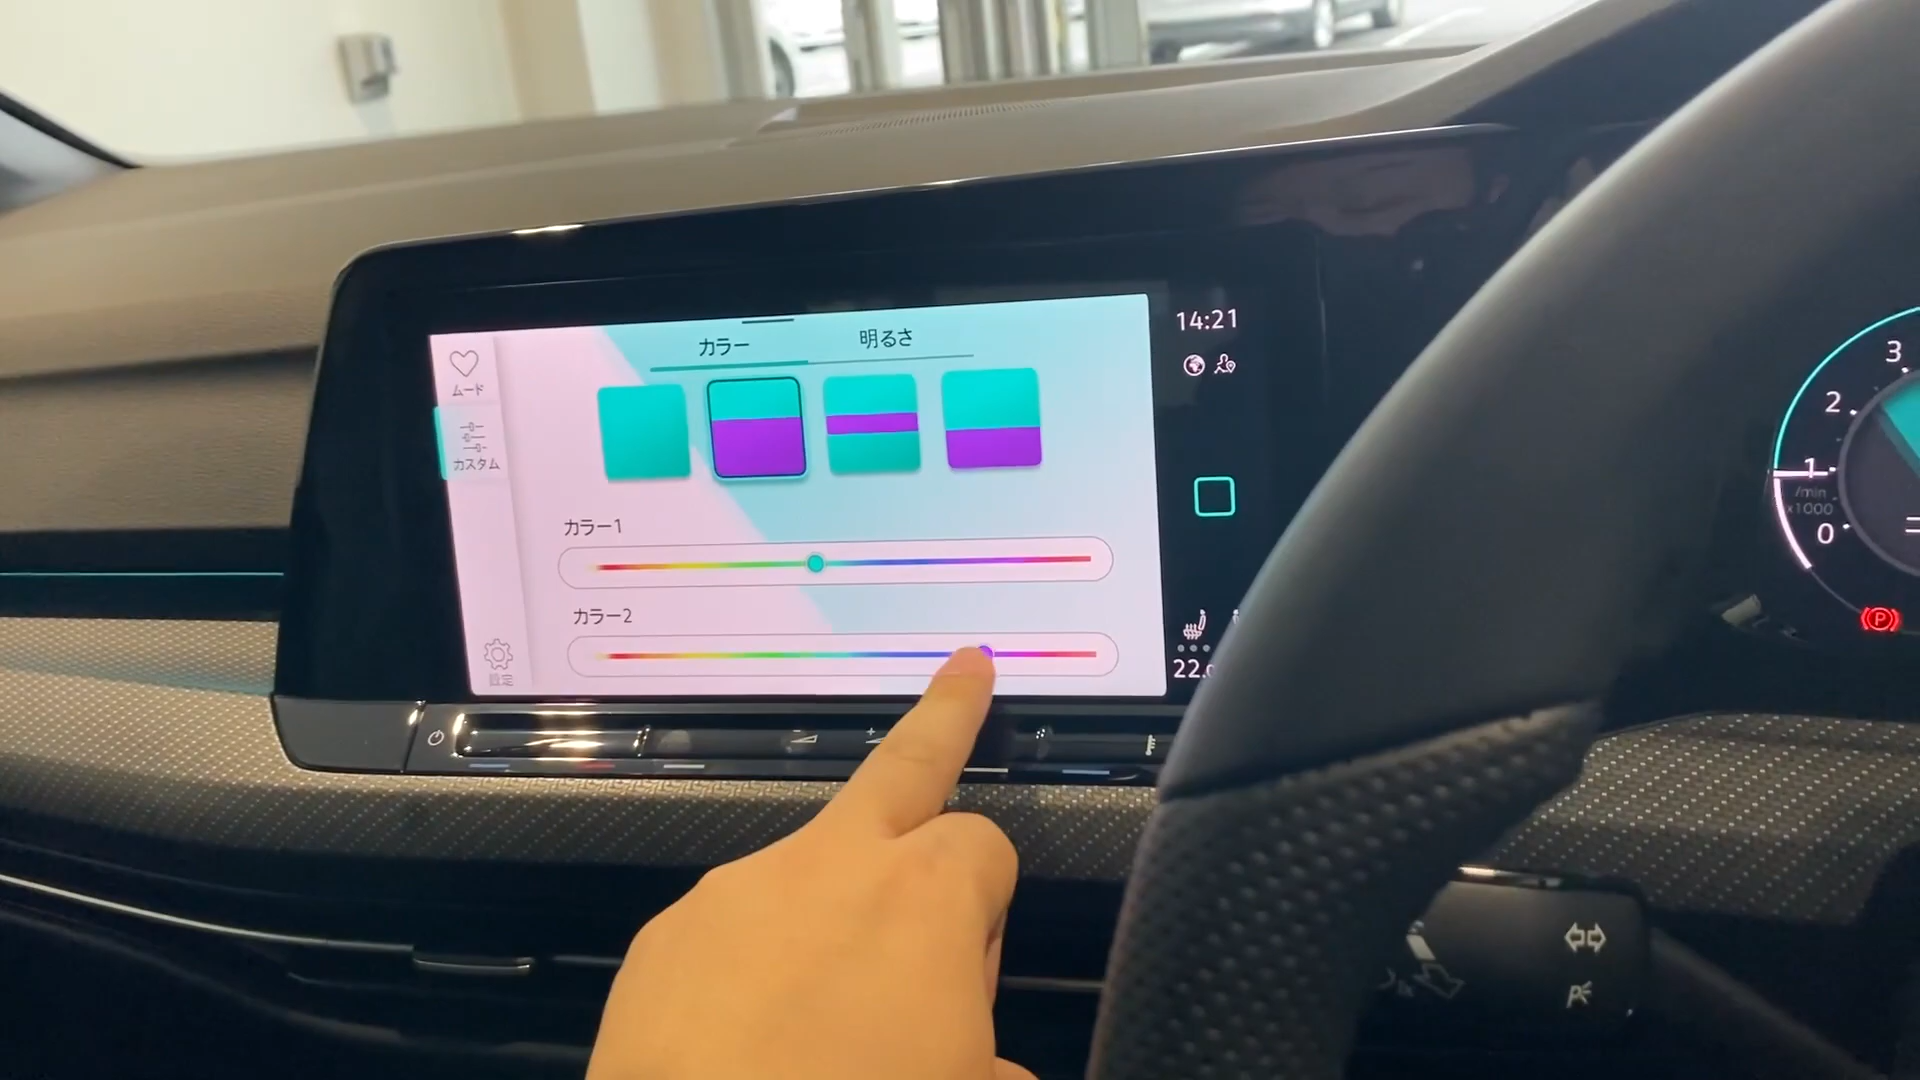 カラー
明るさ
14:21
ムード
カスタム
カラー1
カラー2
設定
22.
3
2
1
/min
x1000
0
P